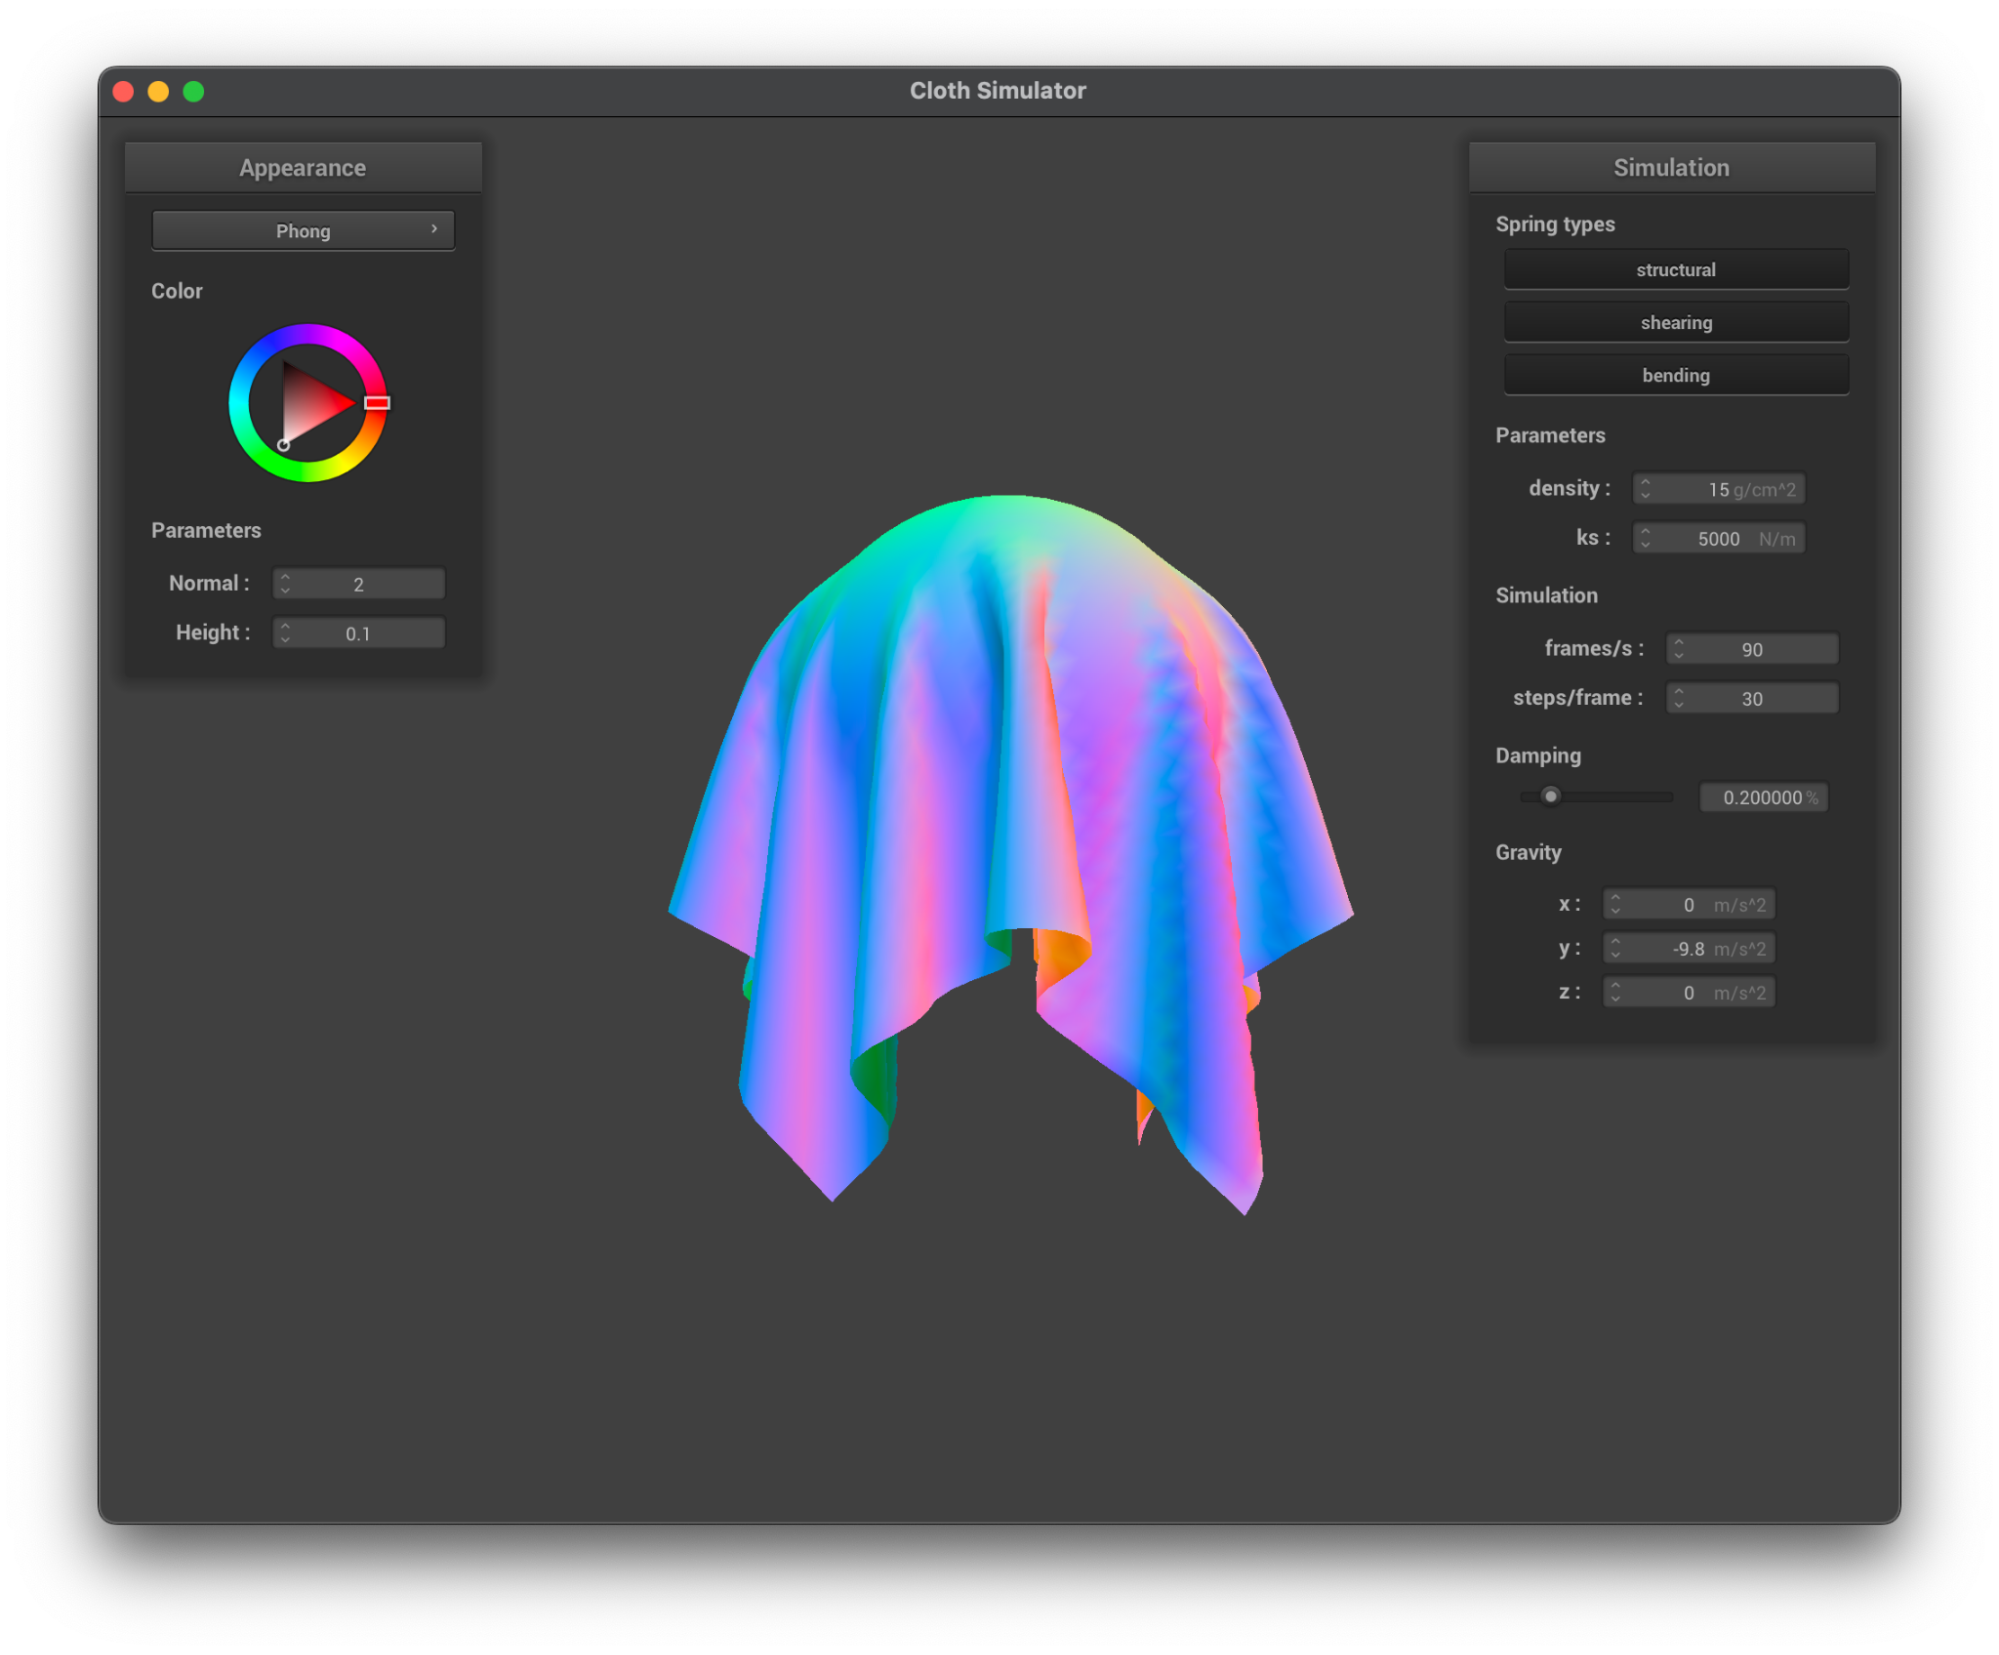 Cloth Simulator
Appearance
Phong
Color
Parameters
Normal : 2
Height : 0.1
Simulation
Spring types
structural
shearing
bending
Parameters
density : 15 g/cm^2
ks : 5000 N/m
Simulation
frames/s : 90
steps/frame : 30
Damping
0.200000 %
Gravity
x : 0 m/s^2
y : -9.8 m/s^2
z : 0 m/s^2